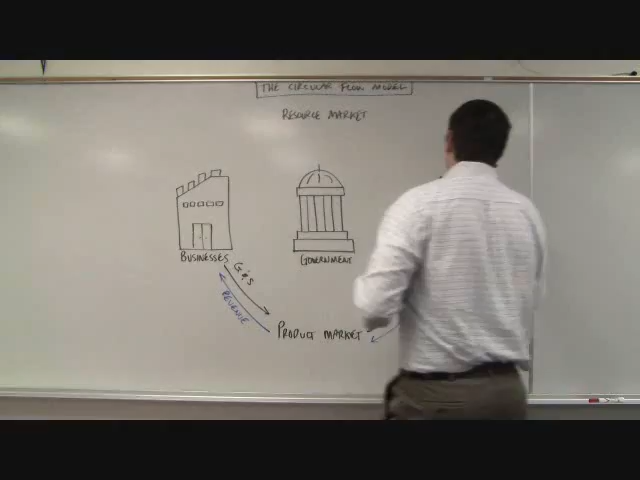 THE CIRCULAR FLOW MODEL
RESOURCE MARKET
BUSINESSES
GOVERNMENT
G & S
REVENUE
PRODUCT MARKET